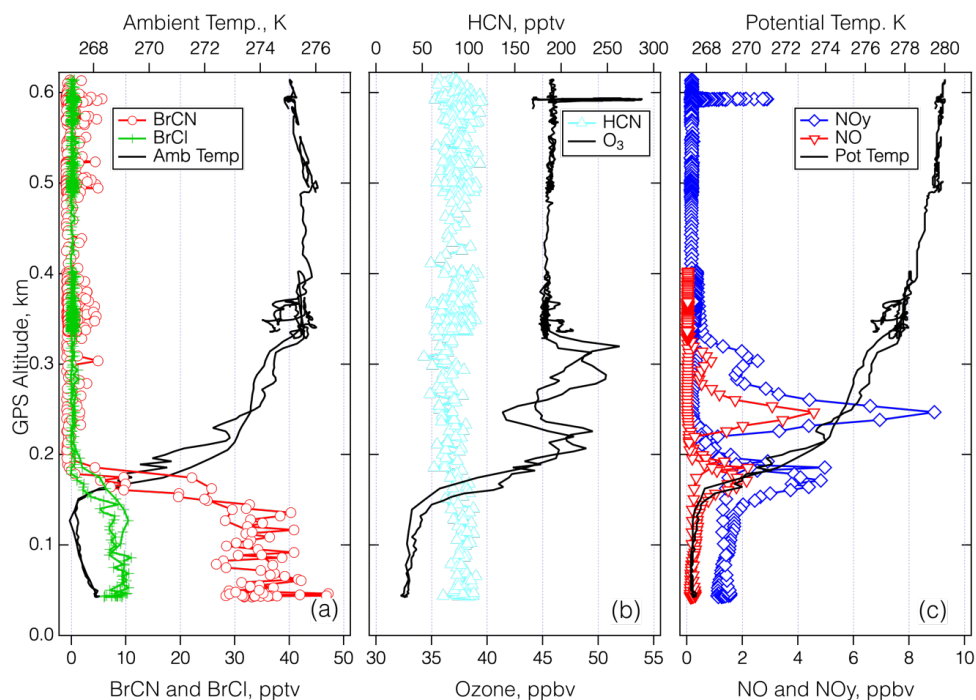 Ambient Temp., K
268 270 272 274 276
HCN, pptv
0 50 100 150 200 250 300
Potential Temp. K
268 270 272 274 276 278 280
0.6
0.5
0.4
0.3
0.2
0.1
0.0
GPS Altitude, km
BrCN
BrCl
Amb Temp
HCN
O₃
NOy
NO
Pot Temp
(a)
(b)
(c)
0 10 20 30 40 50
30 35 40 45 50 55
0 2 4 6 8 10
BrCN and BrCl, pptv
Ozone, ppbv
NO and NOy, ppbv